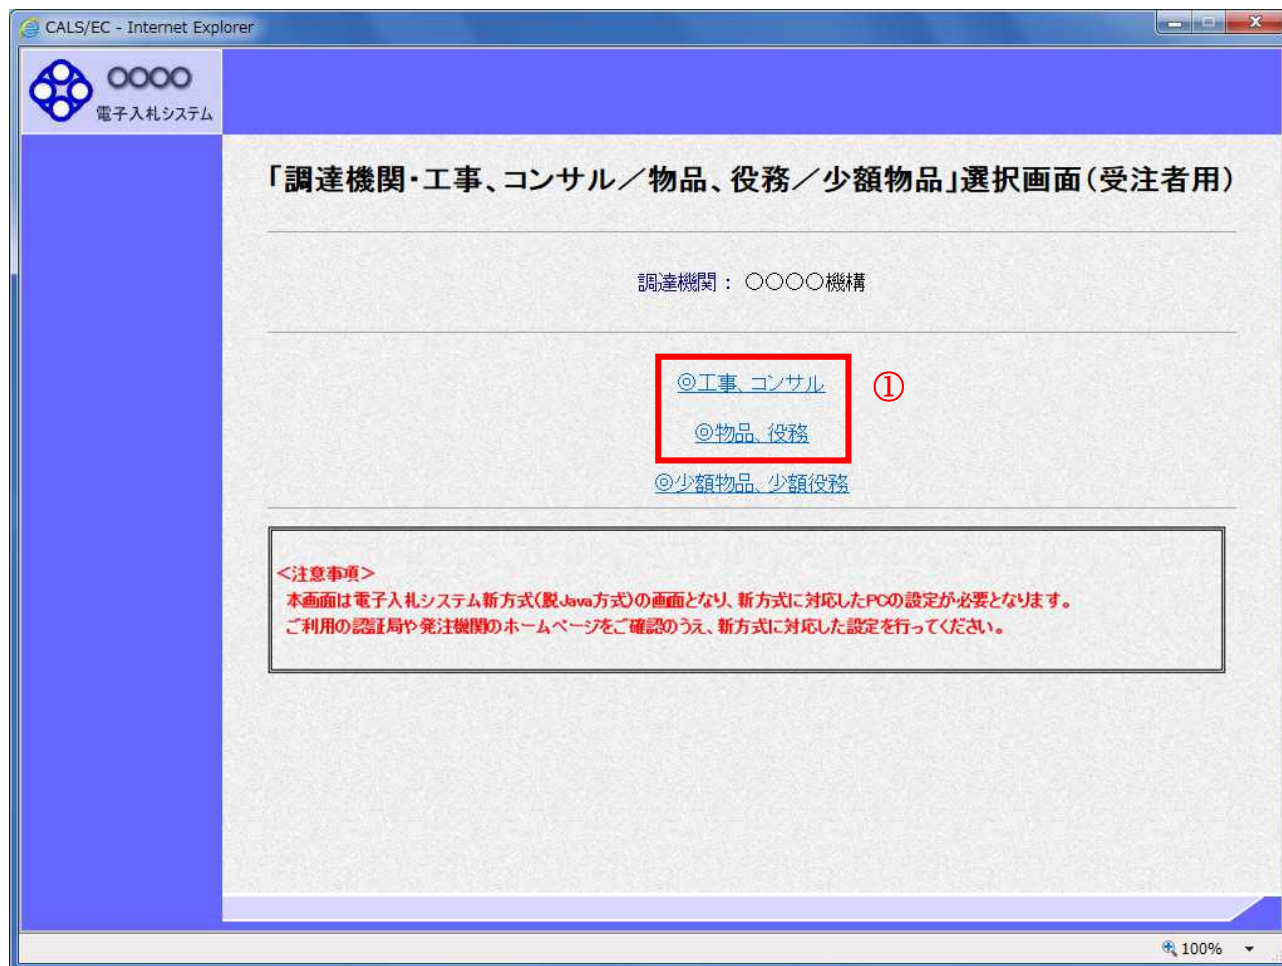 CALS/EC - Internet Explorer
○○○○
電子入札システム
「調達機関・工事、コンサル／物品、役務／少額物品」選択画面(受注者用)
調達機関： ○○○○機構
◎工事、コンサル
①
◎物品、役務
◎少額物品、少額役務
＜注意事項＞
本画面は電子入札システム新方式(脱Java方式)の画面となり、新方式に対応したPCの設定が必要となります。
ご利用の認証局や発注機関のホームページをご確認のうえ、新方式に対応した設定を行ってください。
100%